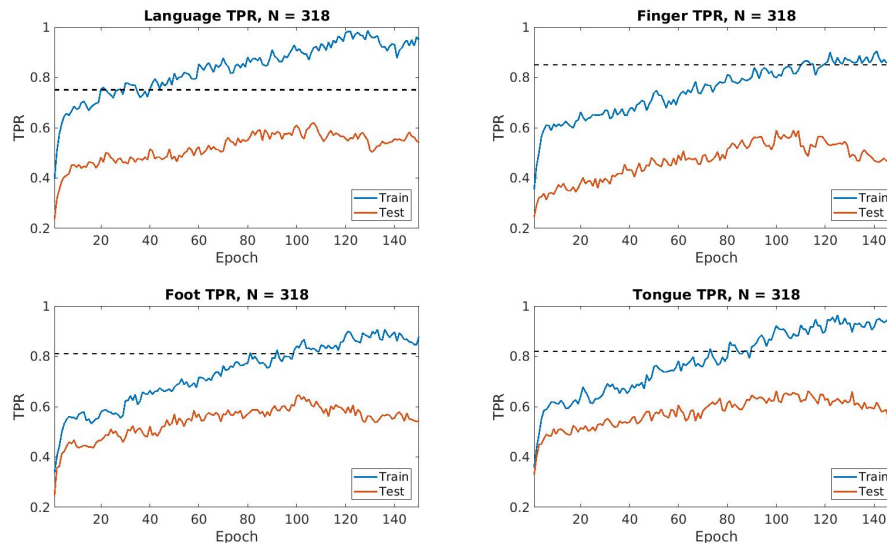 Language TPR, N = 318
1
0.8
0.6
0.4
0.2
TPR
20 40 60 80 100 120 140
Epoch
Train
Test
Finger TPR, N = 318
1
0.8
0.6
0.4
0.2
TPR
20 40 60 80 100 120 140
Epoch
Train
Test
Foot TPR, N = 318
1
0.8
0.6
0.4
0.2
TPR
20 40 60 80 100 120 140
Epoch
Train
Test
Tongue TPR, N = 318
1
0.8
0.6
0.4
0.2
TPR
20 40 60 80 100 120 140
Epoch
Train
Test